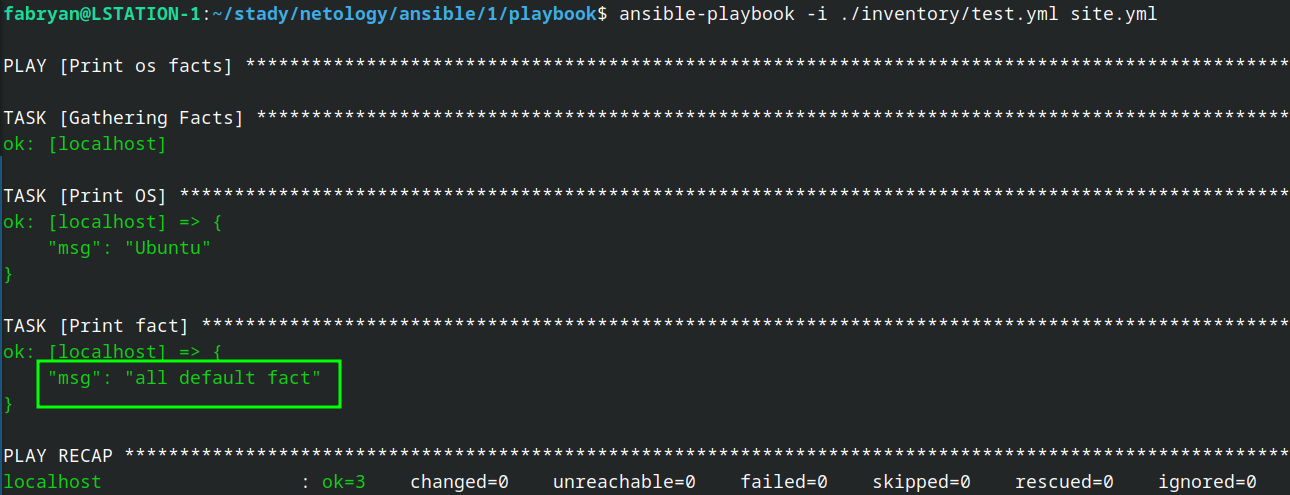 fabryan@LSTATION-1:~/stady/netology/ansible/1/playbook$ ansible-playbook -i ./inventory/test.yml site.yml
PLAY [Print os facts] ***********************************************************************************************
TASK [Gathering Facts] **********************************************************************************************
ok: [localhost]
TASK [Print OS] *****************************************************************************************************
ok: [localhost] => {
    "msg": "Ubuntu"
}
TASK [Print fact] ***************************************************************************************************
ok: [localhost] => {
    "msg": "all default fact"
}
PLAY RECAP **********************************************************************************************************
localhost                  : ok=3    changed=0    unreachable=0    failed=0    skipped=0    rescued=0    ignored=0